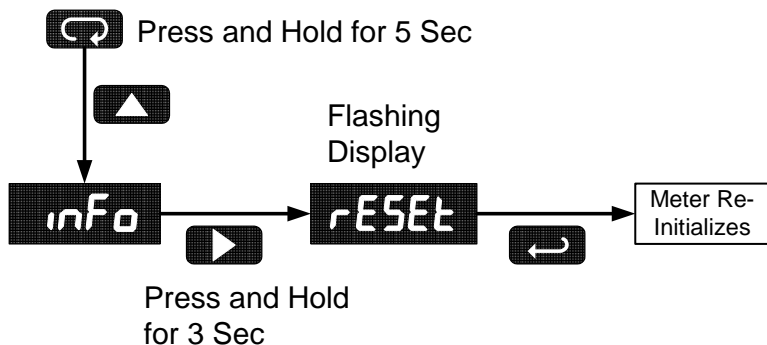 Press and Hold for 5 Sec
Flashing
Display
inFo
rESEt
Meter Re-
Initializes
Press and Hold
for 3 Sec